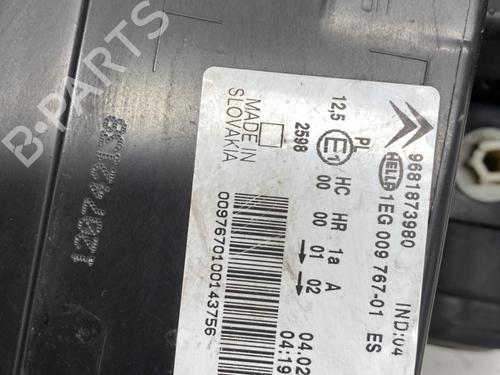 9681873980
HELLA 1EG 009 767-01 ES
IND:04
12,5 PL E1 HC HR 1a A
00 00 01 02
2598
MADE IN
SLOVAKIA
00976701001437 56
04.02
04:19
B-PARTS